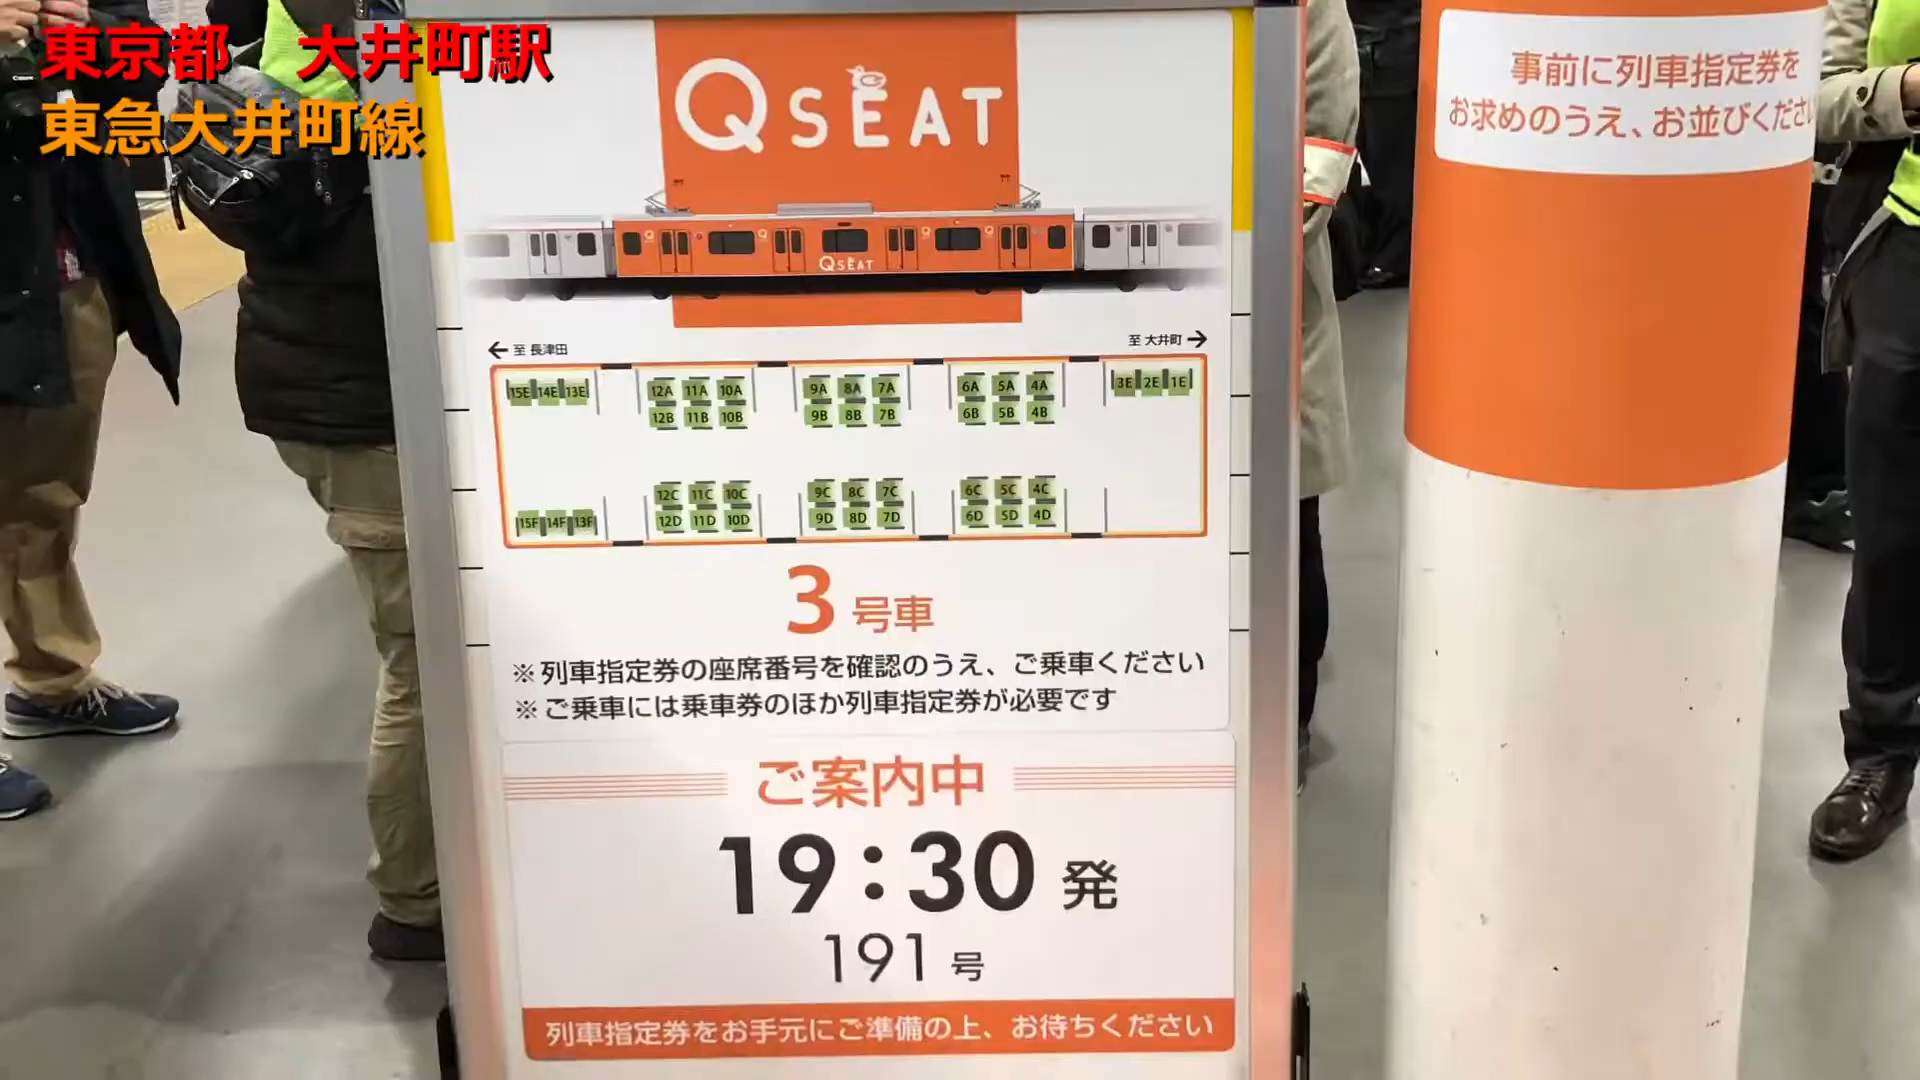 東京都　大井町駅
東急大井町線
Q SEAT
Q SEAT
← 至 長津田
至 大井町 →
15E 14E 13E
12A 11A 10A
9A 8A 7A
6A 5A 4A
3E 2E 1E
12B 11B 10B
9B 8B 7B
6B 5B 4B
12C 11C 10C
9C 8C 7C
6C 5C 4C
15F 14F 13F
12D 11D 10D
9D 8D 7D
6D 5D 4D
3 号車
※ 列車指定券の座席番号を確認のうえ、ご乗車ください
※ ご乗車には乗車券のほか列車指定券が必要です
ご案内中
19:30 発
191 号
列車指定券をお手元にご準備の上、お待ちください
事前に列車指定券を
お求めのうえ、お並びくださ